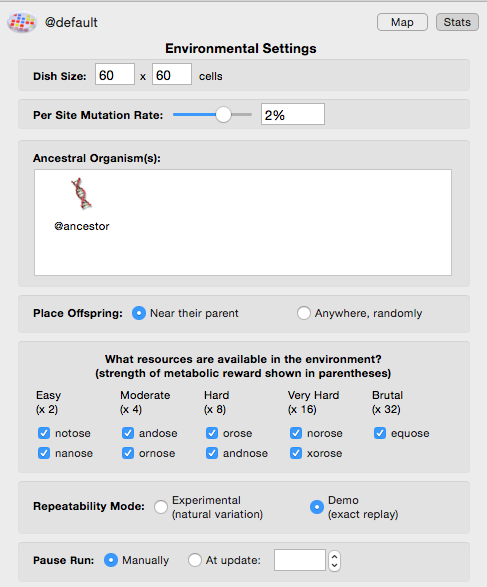 @default Map Stats
Environmental Settings
Dish Size: 60 x 60 cells
Per Site Mutation Rate: 2%
Ancestral Organism(s):
@ancestor
Place Offspring: Near their parent Anywhere, randomly
What resources are available in the environment?
(strength of metabolic reward shown in parentheses)
Easy Moderate Hard Very Hard Brutal
(x 2) (x 4) (x 8) (x 16) (x 32)
notose andose orose norose equose
nanose ornose andnose xorose
Repeatability Mode: Experimental Demo
(natural variation) (exact replay)
Pause Run: Manually At update: